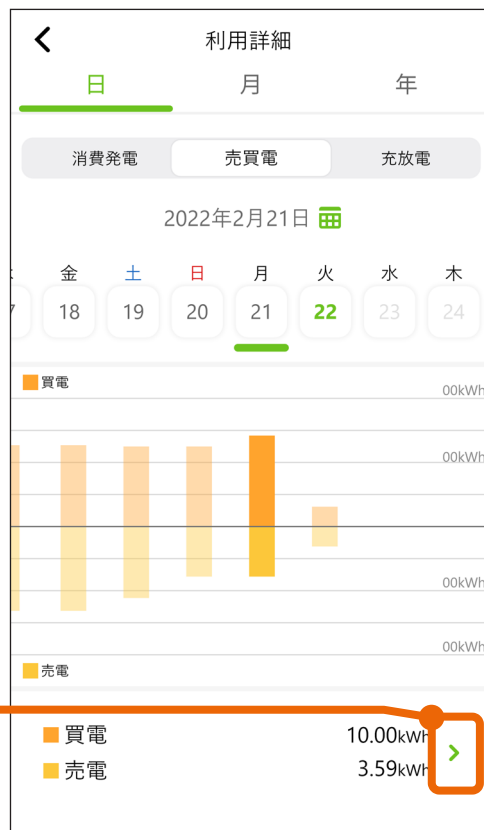 利用詳細
日 月 年
消費発電 売買電 充放電
2022年2月21日
金 土 日 月 火 水 木
7 18 19 20 21 22 23 24
買電
00kWh
00kWh
00kWh
00kWh
売電
買電 10.00kWh
売電 3.59kWh